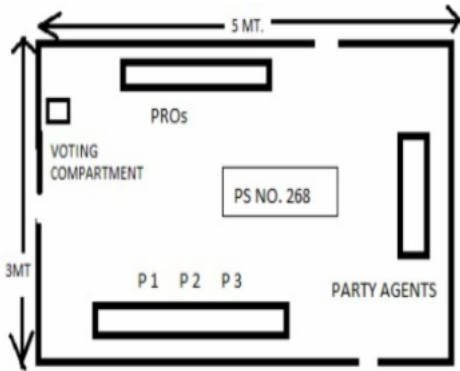 5 MT.
PROs
VOTING
COMPARTMENT
PS NO. 268
3MT
P 1 P 2 P 3
PARTY AGENTS